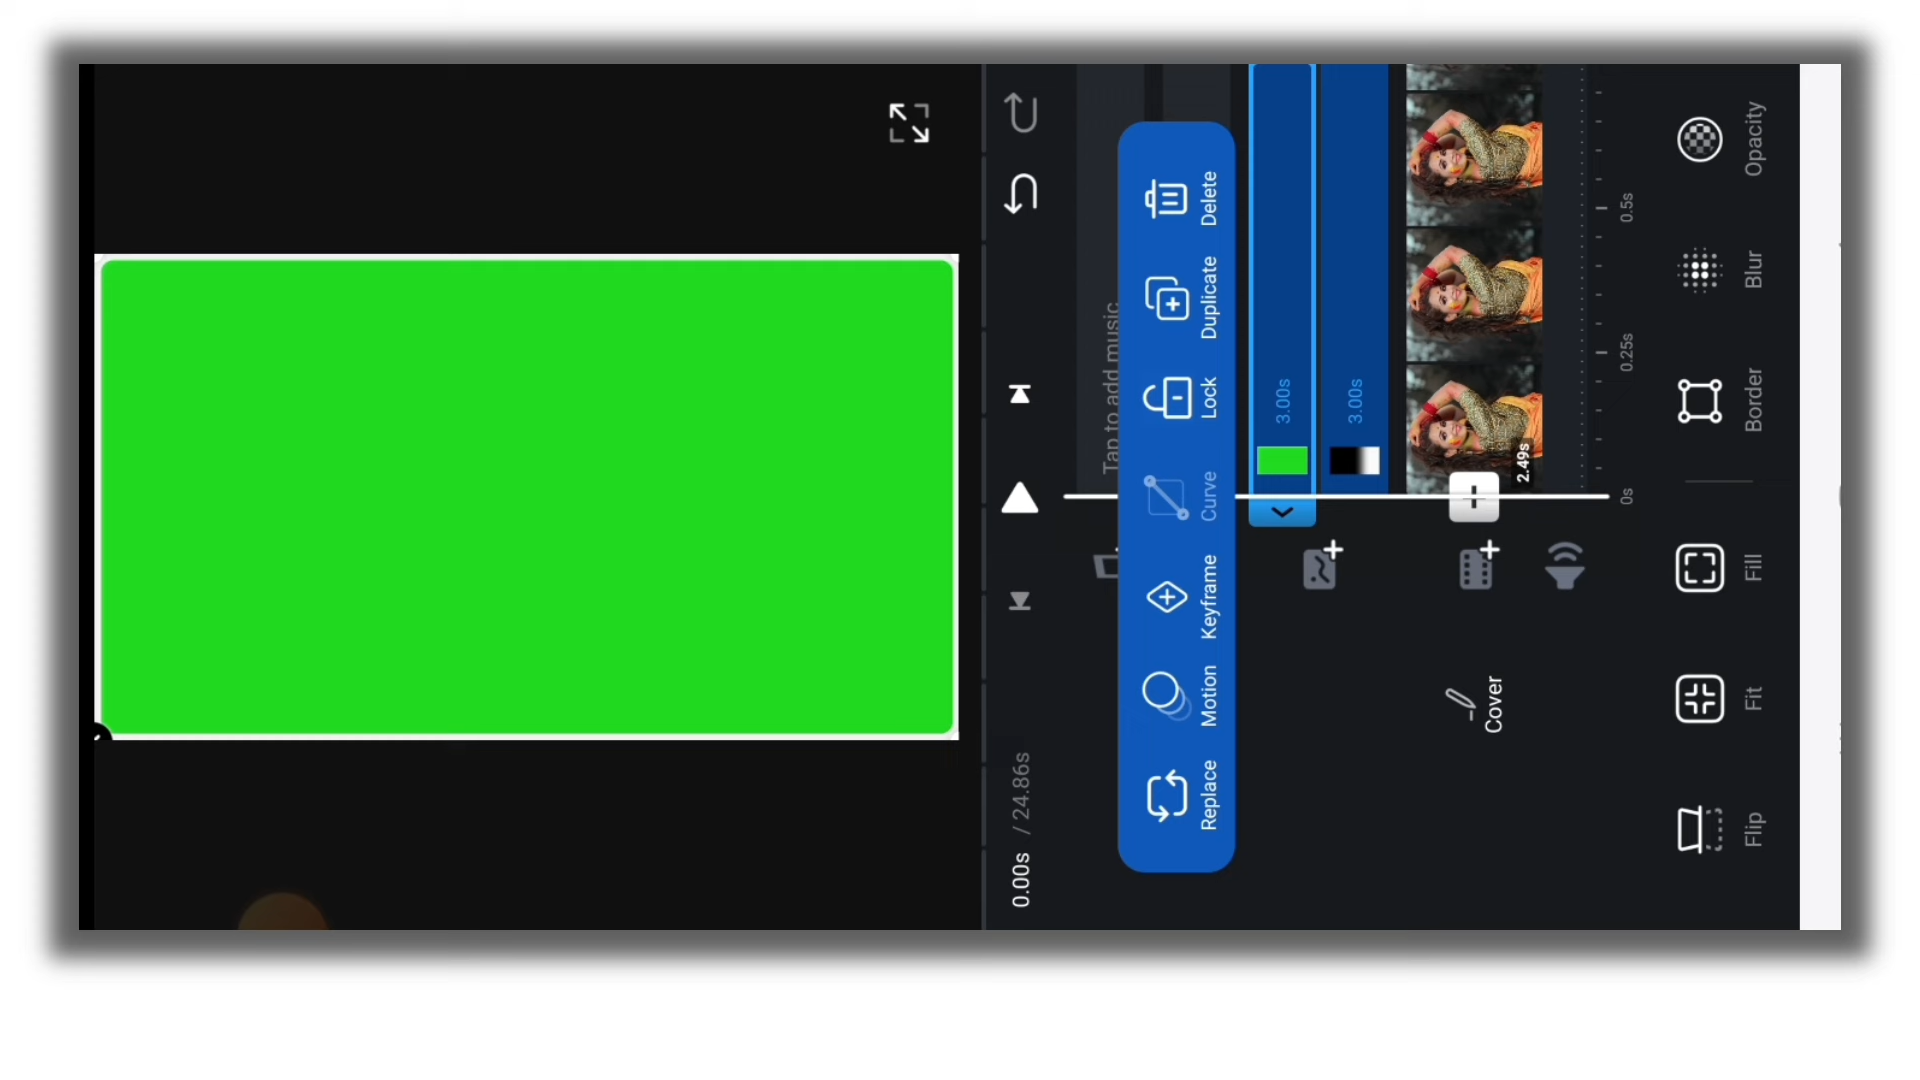 0.00s / 24.86s
Tap to add music
Replace
Motion
Keyframe
Curve
Lock
Duplicate
Delete
3.00s
3.00s
Cover
2.49s
0s
0.25s
0.5s
Flip
Fit
Fill
Border
Blur
Opacity